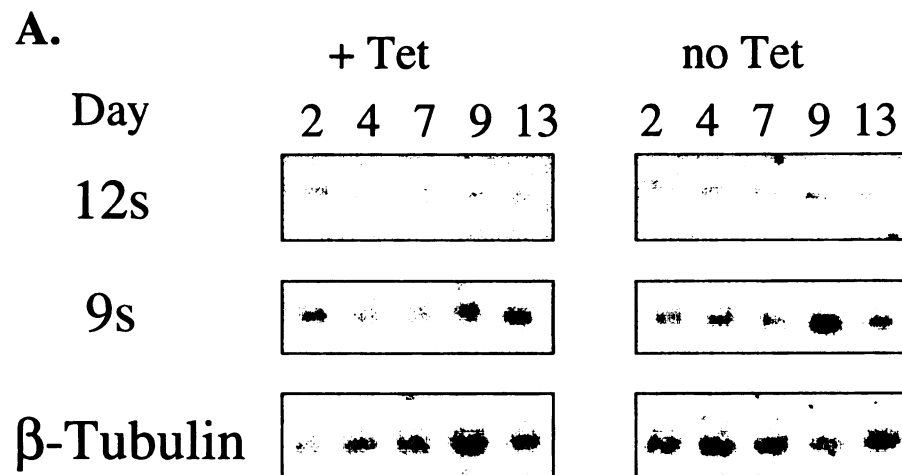 A.
+ Tet no Tet
Day 2 4 7 9 13 2 4 7 9 13
12s
9s
β-Tubulin